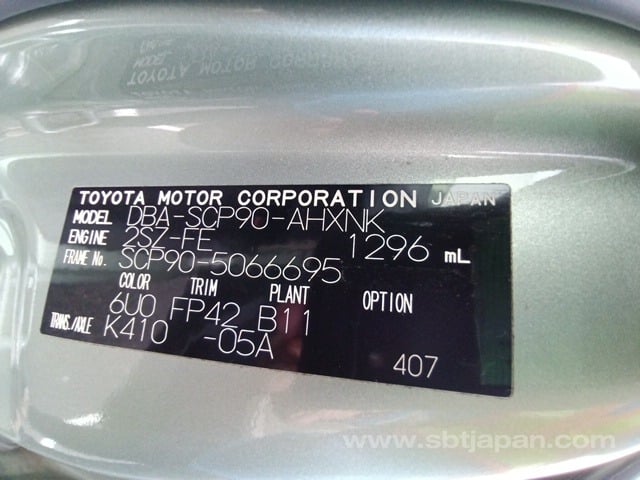 TOYOTA MOTOR CORPORATION JAPAN
MODEL DBA-SCP90-AHXNK
ENGINE 2SZ-FE 1296 mL
FRAME No. SCP90-5066695
COLOR TRIM PLANT OPTION
6U0 FP42 B11
TRANS./AXLE K410 -05A 407
www.sbtjapan.com